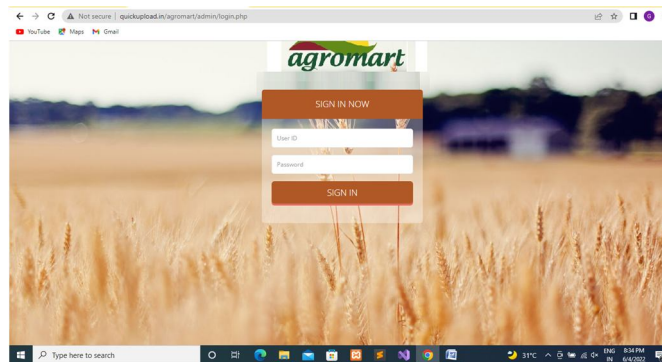 Not secure | quickupload.in/agromart/admin/login.php
G
YouTube Maps Gmail
agromart
SIGN IN NOW
User ID
Password
SIGN IN
Type here to search
31°C
ENG
IN
8:34 PM
6/4/2022